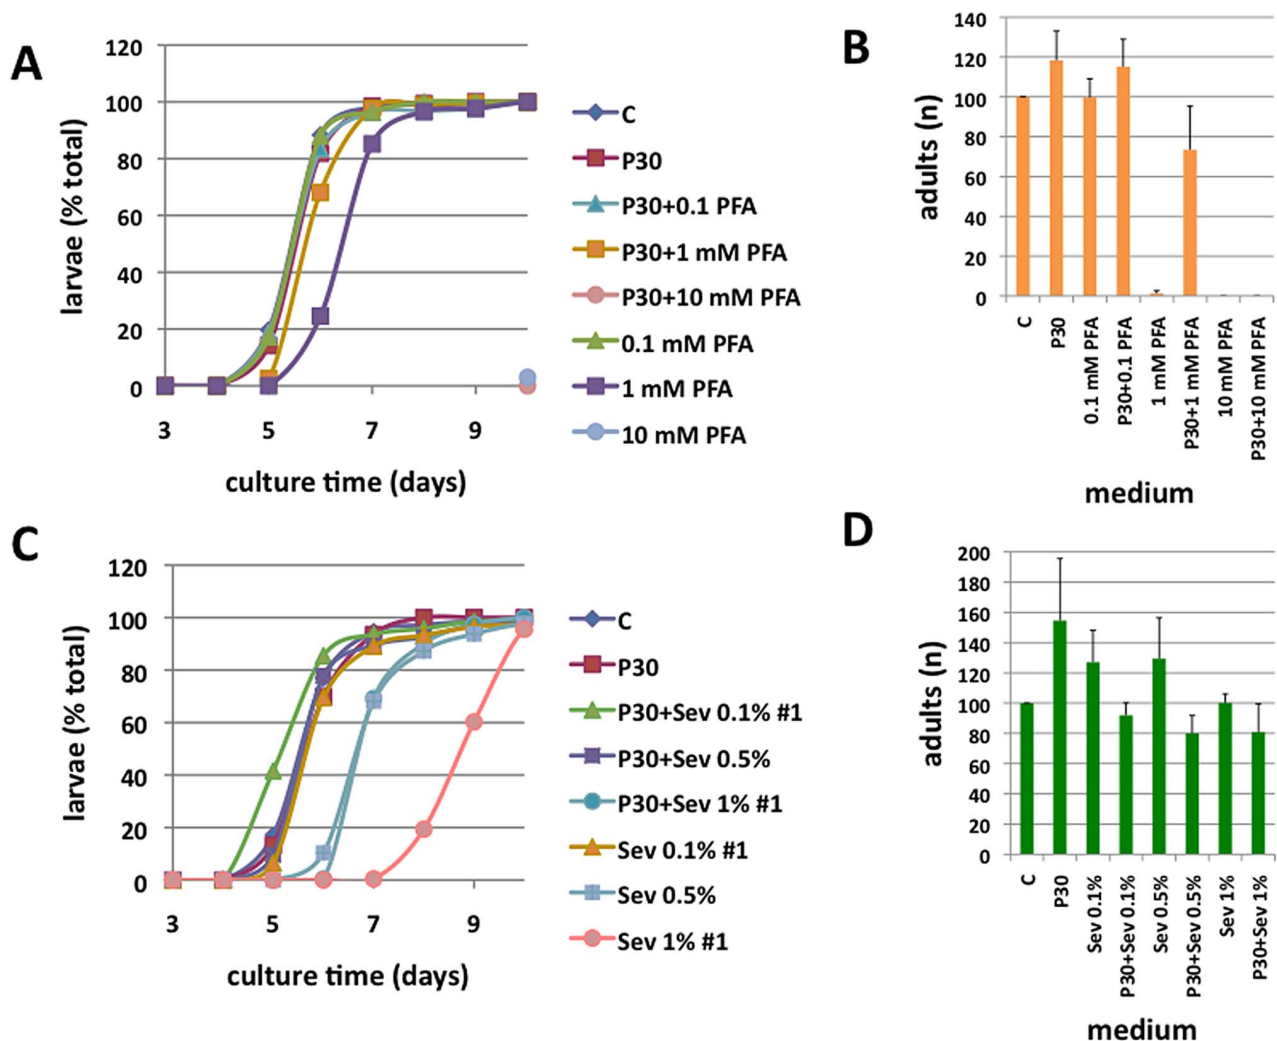 A
120
100
80
60
40
20
0
3
5
7
9
larvae (% total)
culture time (days)
C
P30
P30+0.1 PFA
P30+1 mM PFA
P30+10 mM PFA
0.1 mM PFA
1 mM PFA
10 mM PFA
B
140
120
100
80
60
40
20
0
adults (n)
C
P30
0.1 mM PFA
P30+0.1 PFA
1 mM PFA
P30+1 mM PFA
10 mM PFA
P30+10 mM PFA
medium
C
120
100
80
60
40
20
0
3
5
7
9
larvae (% total)
culture time (days)
C
P30
P30+Sev 0.1% #1
P30+Sev 0.5%
P30+Sev 1% #1
Sev 0.1% #1
Sev 0.5%
Sev 1% #1
D
200
180
160
140
120
100
80
60
40
20
0
adults (n)
C
P30
Sev 0.1%
P30+Sev 0.1%
Sev 0.5%
P30+Sev 0.5%
Sev 1%
P30+Sev 1%
medium